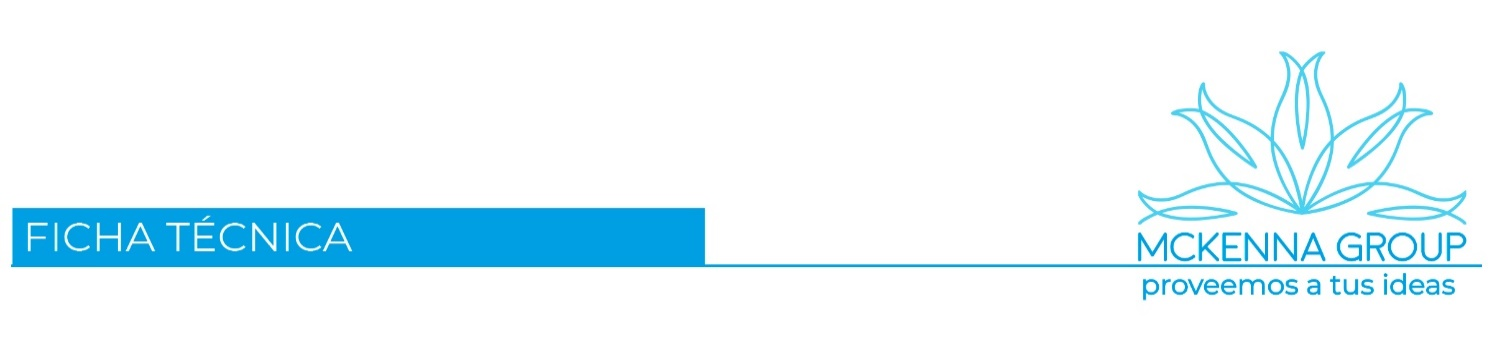 FICHA TÉCNICA
MCKENNA GROUP
proveemos a tus ideas